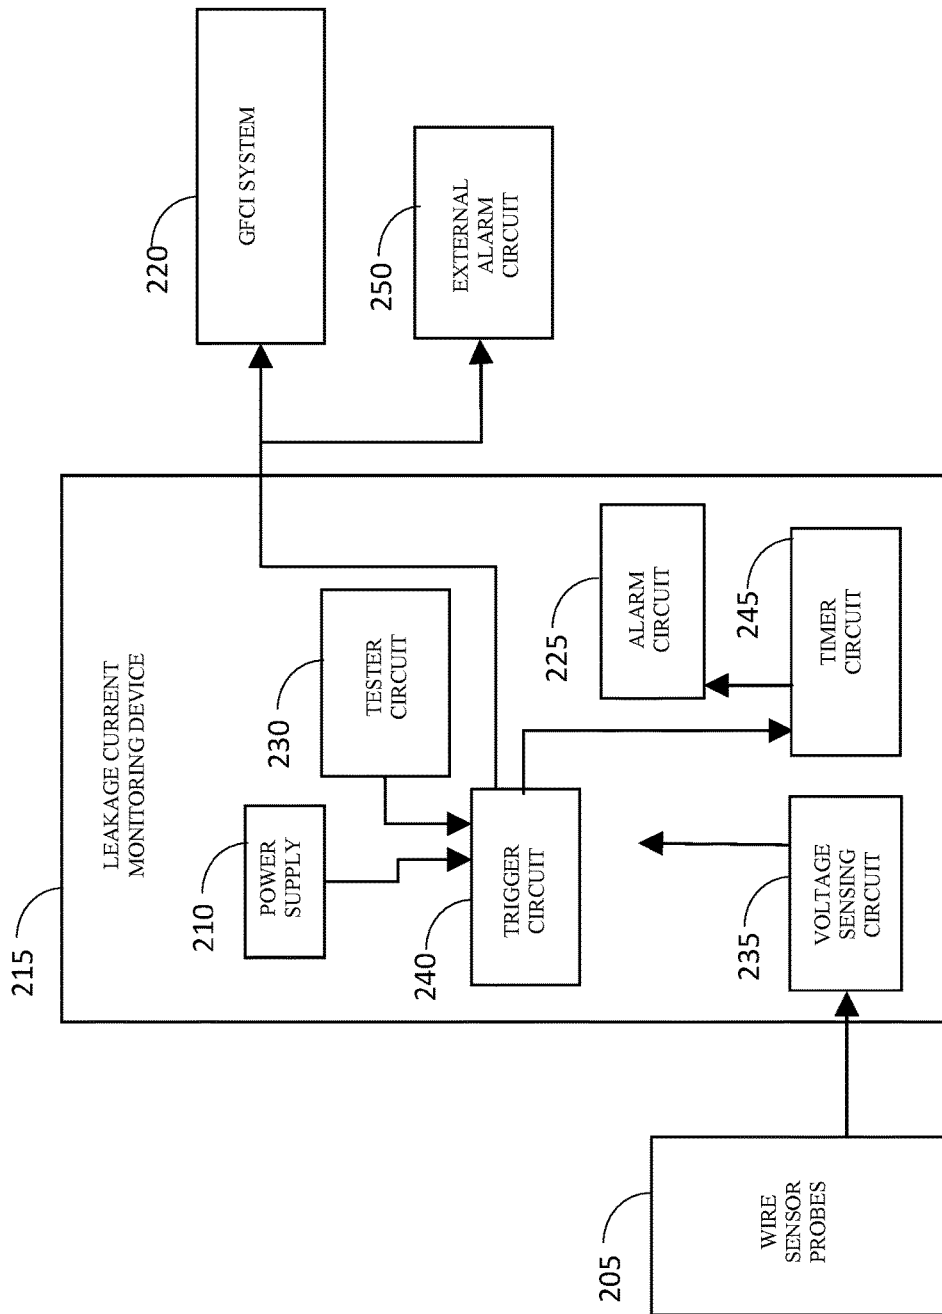 215
LEAKAGE CURRENT
MONITORING DEVICE
210
POWER
SUPPLY
230
TESTER
CIRCUIT
220
GFCI SYSTEM
250
EXTERNAL
ALARM
CIRCUIT
240
TRIGGER
CIRCUIT
225
ALARM
CIRCUIT
205
WIRE
SENSOR
PROBES
235
VOLTAGE
SENSING
CIRCUIT
245
TIMER
CIRCUIT